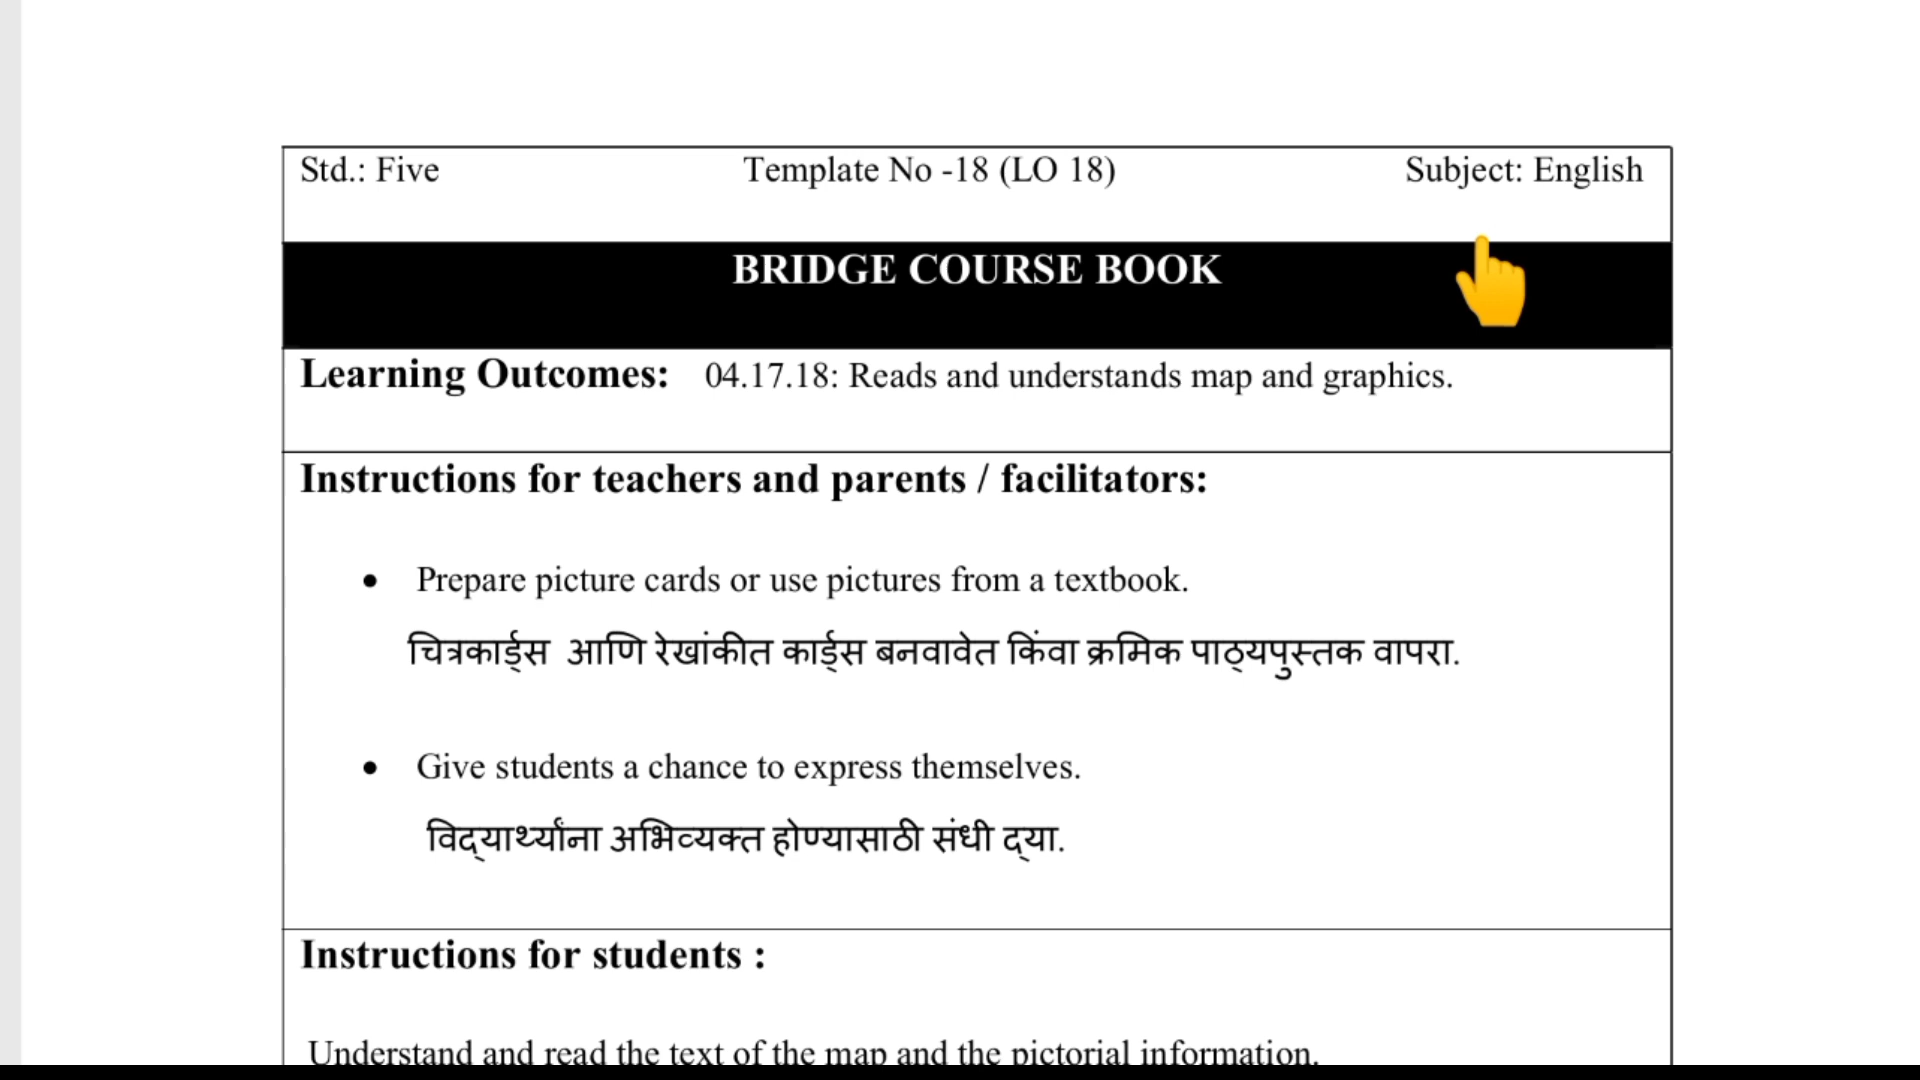 Std.: Five Template No -18 (LO 18) Subject: English
BRIDGE COURSE BOOK
Learning Outcomes: 04.17.18: Reads and understands map and graphics.
Instructions for teachers and parents / facilitators:
• Prepare picture cards or use pictures from a textbook.
चित्रकार्ड्स आणि रेखांकीत कार्ड्स बनवावेत किंवा क्रमिक पाठ्यपुस्तक वापरा.
• Give students a chance to express themselves.
विद्यार्थ्यांना अभिव्यक्त होण्यासाठी संधी द्या.
Instructions for students :
Understand and read the text of the map and the pictorial information.